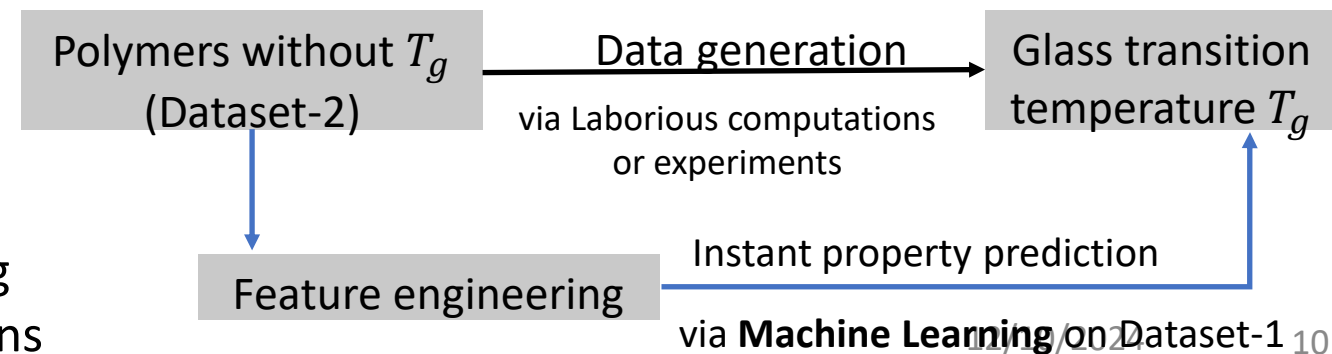 Polymers without T_g
(Dataset-2)
Data generation
via Laborious computations
or experiments
Glass transition
temperature T_g
g
ns
Feature engineering
Instant property prediction
via Machine Learning on Dataset-1
10